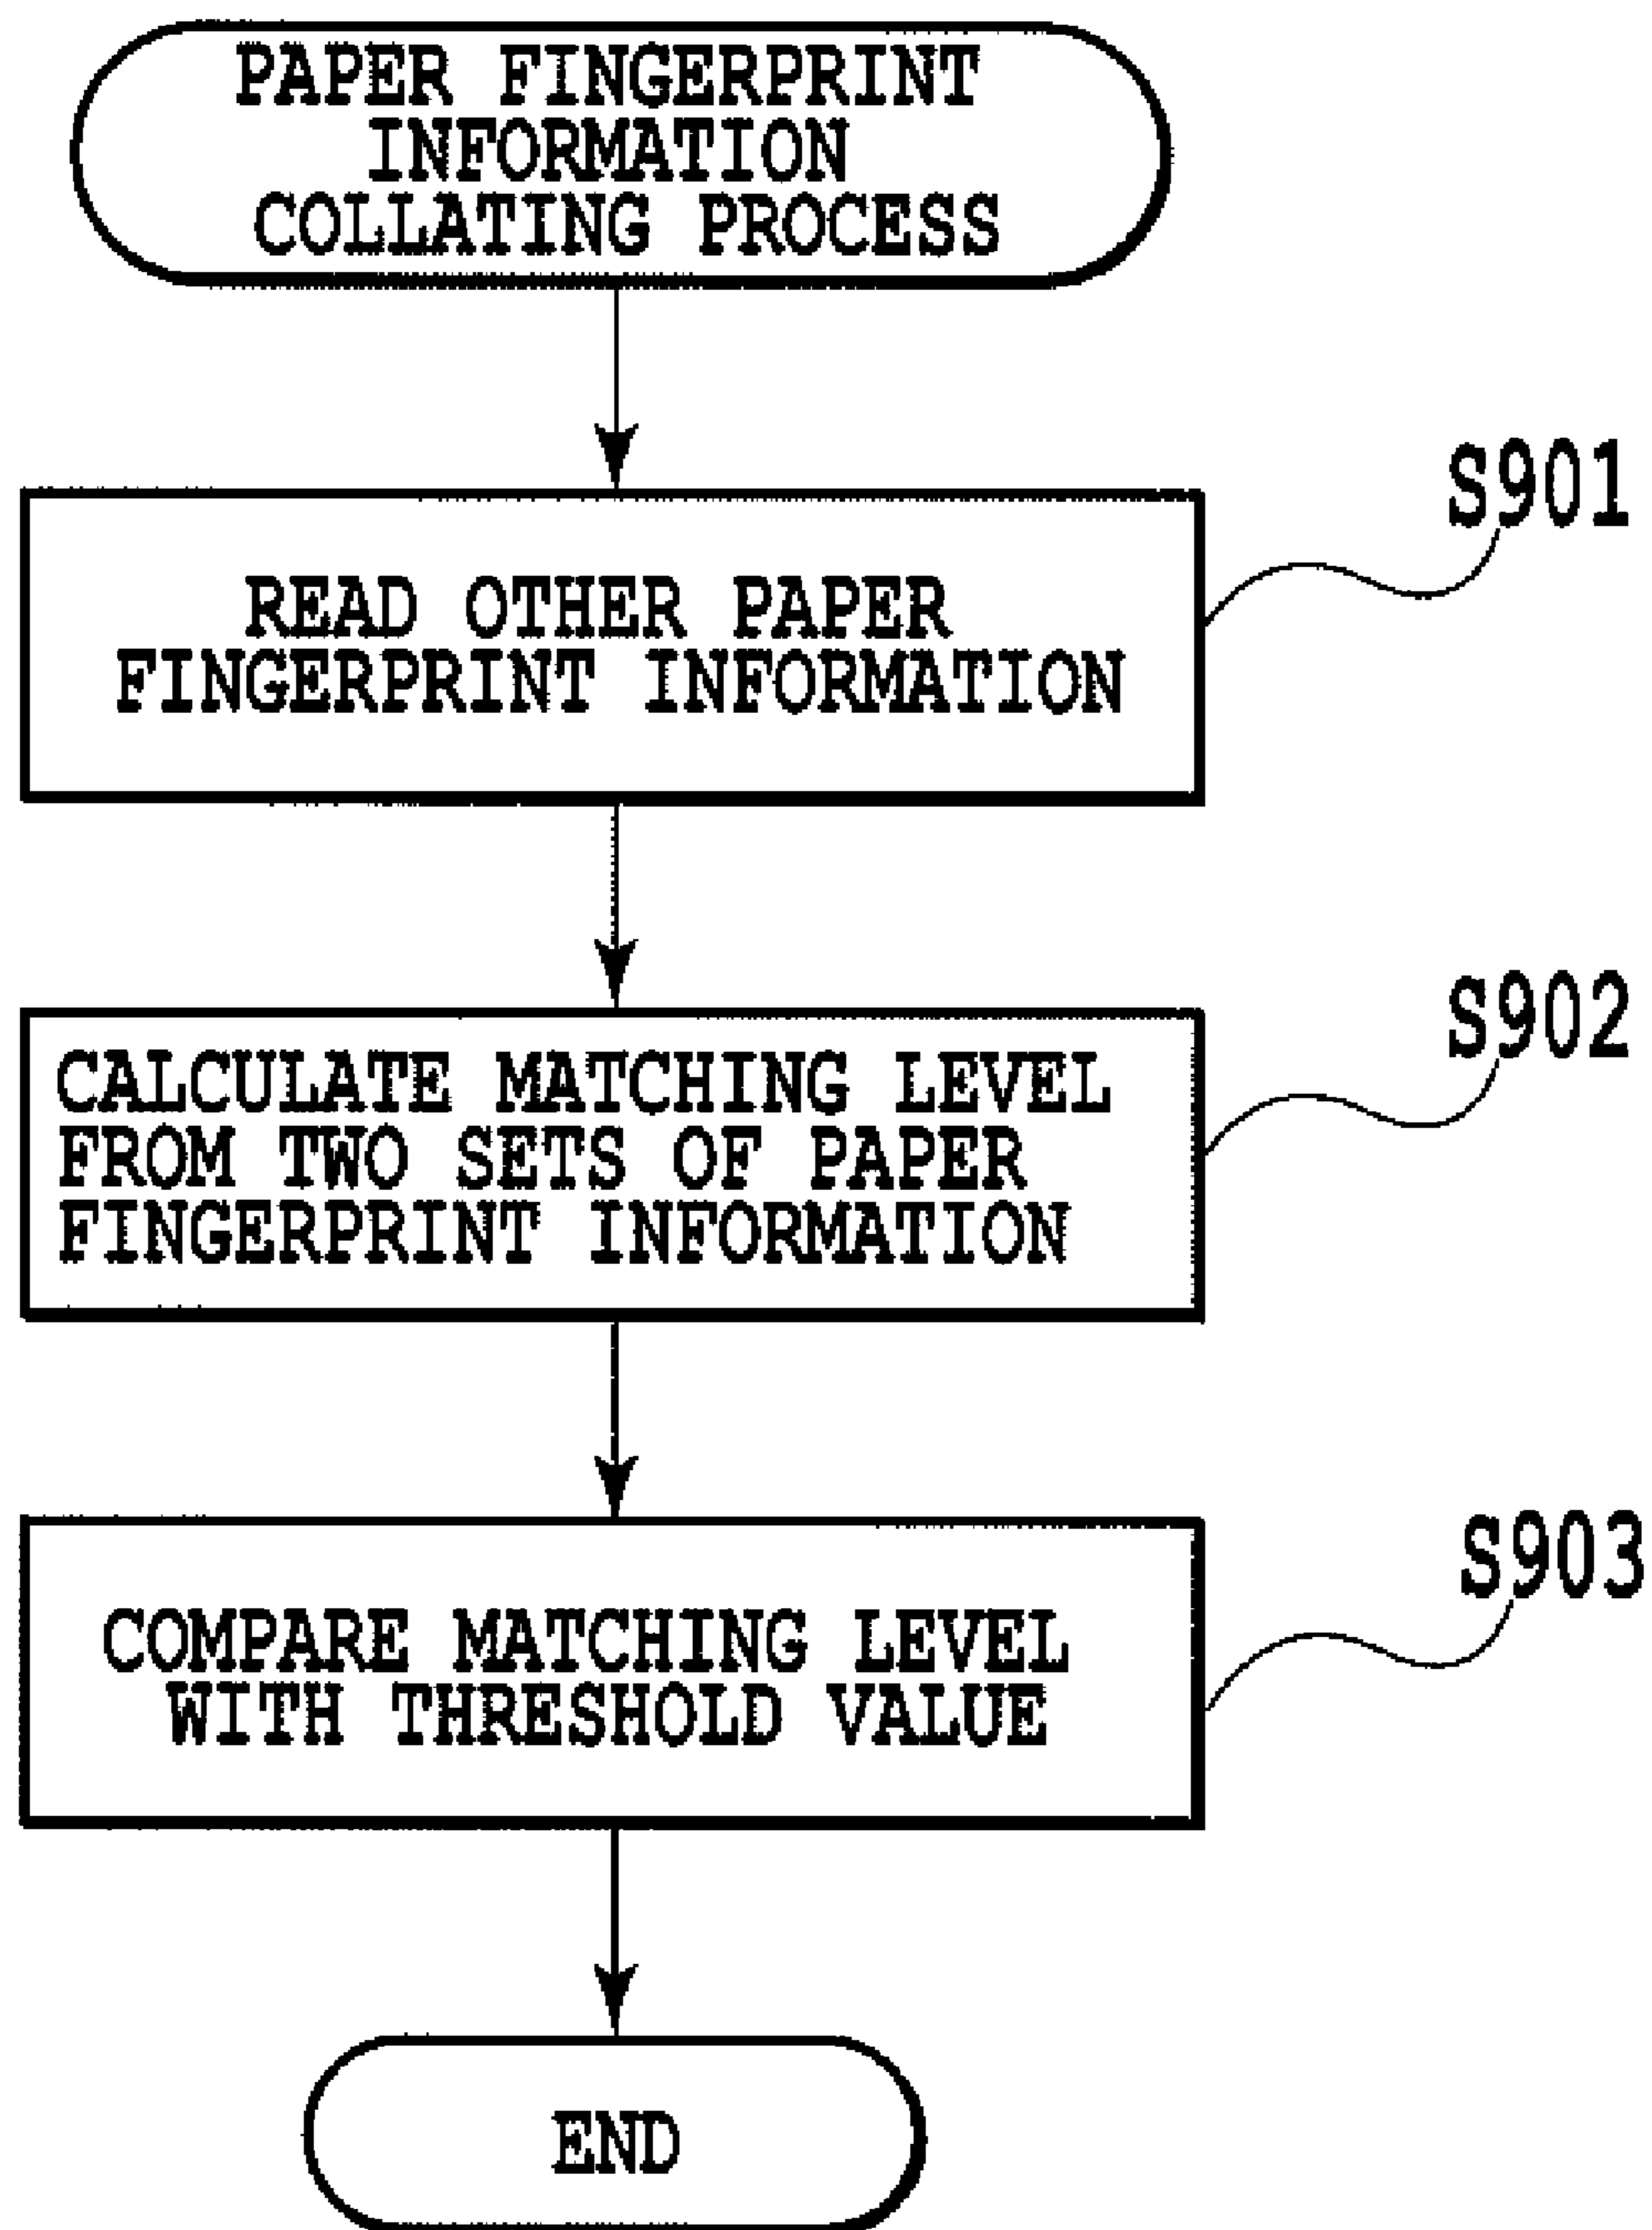 PAPER FINGERPRINT
INFORMATION
COLLATING PROCESS
S901
READ OTHER PAPER
FINGERPRINT INFORMATION
S902
CALCULATE MATCHING LEVEL
FROM TWO SETS OF PAPER
FINGERPRINT INFORMATION
S903
COMPARE MATCHING LEVEL
WITH THRESHOLD VALUE
END